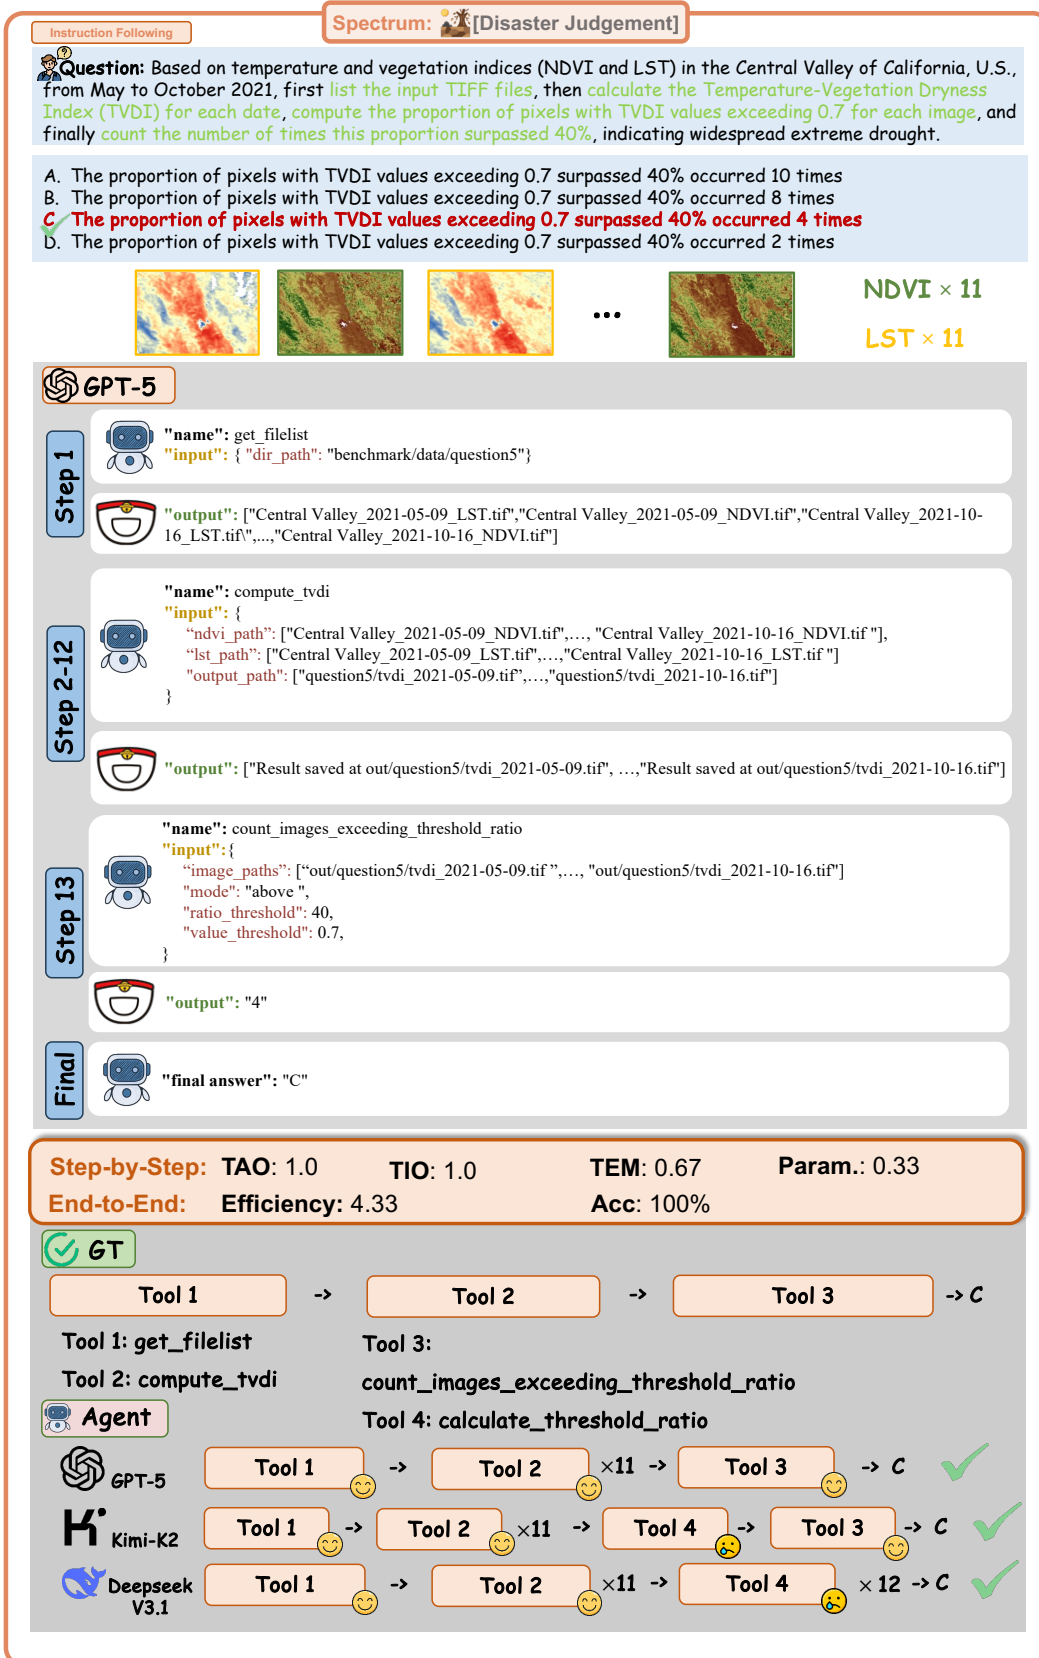 Instruction Following
Spectrum: [Disaster Judgement]
Question: Based on temperature and vegetation indices (NDVI and LST) in the Central Valley of California, U.S.,
from May to October 2021, first list the input TIFF files, then calculate the Temperature-Vegetation Dryness
Index (TVDI) for each date, compute the proportion of pixels with TVDI values exceeding 0.7 for each image, and
finally count the number of times this proportion surpassed 40%, indicating widespread extreme drought.
A. The proportion of pixels with TVDI values exceeding 0.7 surpassed 40% occurred 10 times
B. The proportion of pixels with TVDI values exceeding 0.7 surpassed 40% occurred 8 times
C. The proportion of pixels with TVDI values exceeding 0.7 surpassed 40% occurred 4 times
D. The proportion of pixels with TVDI values exceeding 0.7 surpassed 40% occurred 2 times
...
NDVI × 11
LST × 11
GPT-5
Step 1
"name": get_filelist
"input": { "dir_path": "benchmark/data/question5"}
"output": ["Central Valley_2021-05-09_LST.tif","Central Valley_2021-05-09_NDVI.tif","Central Valley_2021-10-
16_LST.tif\",...,"Central Valley_2021-10-16_NDVI.tif"]
Step 2-12
"name": compute_tvdi
"input": {
“ndvi_path”: ["Central Valley_2021-05-09_NDVI.tif",…, "Central Valley_2021-10-16_NDVI.tif "],
“lst_path”: ["Central Valley_2021-05-09_LST.tif",…,"Central Valley_2021-10-16_LST.tif "]
"output_path": ["question5/tvdi_2021-05-09.tif”,…,"question5/tvdi_2021-10-16.tif"]
}
"output": ["Result saved at out/question5/tvdi_2021-05-09.tif", …,"Result saved at out/question5/tvdi_2021-10-16.tif"]
Step 13
"name": count_images_exceeding_threshold_ratio
"input":{
“image_paths”: [“out/question5/tvdi_2021-05-09.tif ”,…, "out/question5/tvdi_2021-10-16.tif"]
"mode": "above ",
"ratio_threshold": 40,
"value_threshold": 0.7,
}
"output": "4"
Final
"final answer": "C"
Step-by-Step: TAO: 1.0 TIO: 1.0 TEM: 0.67 Param.: 0.33
End-to-End: Efficiency: 4.33 Acc: 100%
GT
Tool 1 -> Tool 2 -> Tool 3 -> C
Tool 1: get_filelist
Tool 2: compute_tvdi
Tool 3:
count_images_exceeding_threshold_ratio
Tool 4: calculate_threshold_ratio
Agent
GPT-5 Tool 1 -> Tool 2 ×11 -> Tool 3 -> C
Kimi-K2 Tool 1 -> Tool 2 ×11 -> Tool 4 -> Tool 3 -> C
Deepseek V3.1 Tool 1 -> Tool 2 ×11 -> Tool 4 × 12 -> C